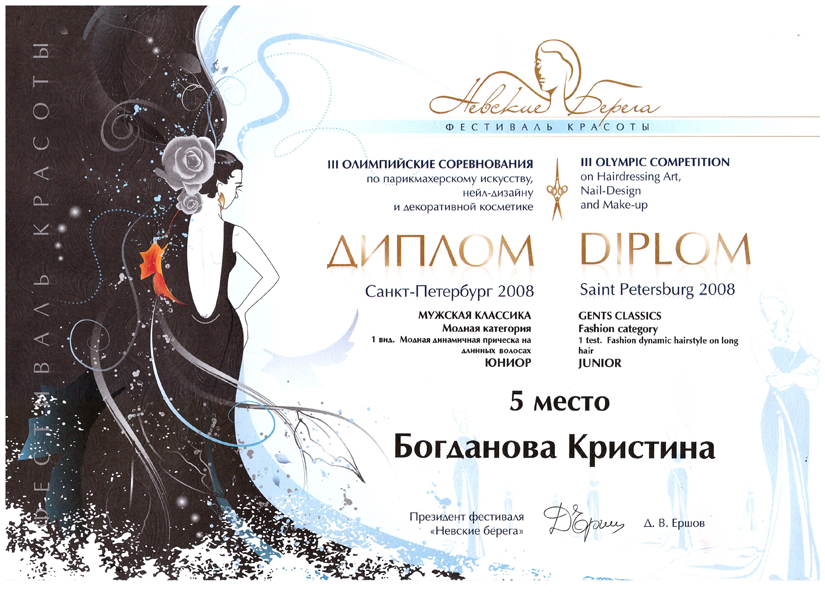 ФЕСТИВАЛЬ КРАСОТЫ
Невские Берега
ФЕСТИВАЛЬ КРАСОТЫ
III ОЛИМПИЙСКИЕ СОРЕВНОВАНИЯ
по парикмахерскому искусству,
нейл-дизайну
и декоративной косметике
III OLYMPIC COMPETITION
on Hairdressing Art,
Nail-Design
and Make-up
ДИПЛОМ
DIPLOM
Санкт-Петербург 2008
Saint Petersburg 2008
МУЖСКАЯ КЛАССИКА
Модная категория
1 вид. Модная динамичная прическа на
длинных волосах
ЮНИОР
GENTS CLASSICS
Fashion category
1 test. Fashion dynamic hairstyle on long
hair
JUNIOR
5 место
Богданова Кристина
Президент фестиваля
«Невские берега»
Д. В. Ершов